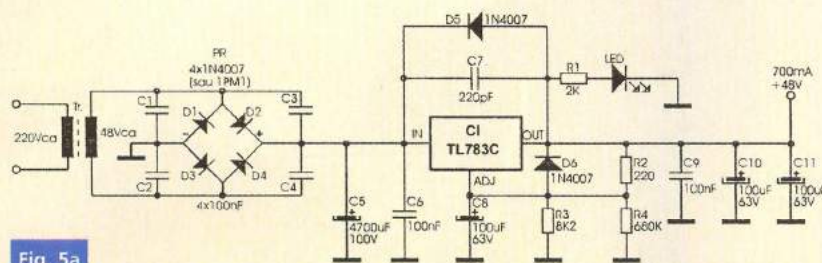 PR
4x1N4007
(sau 1PM1)
220Vca
Tr.
48Vca
C1
C2
D1
D2
D3
D4
-
+
C3
C4
4x100nF
C5
4700uF
100V
C6
100nF
D5
1N4007
C7
220pF
IN
CI
TL783C
OUT
ADJ
R1
2K
LED
D6
1N4007
C8
100uF
63V
R3
8K2
R2
220
R4
680K
C9
100nF
C10
100uF
63V
C11
100uF
63V
700mA
+48V
Fig. 5a